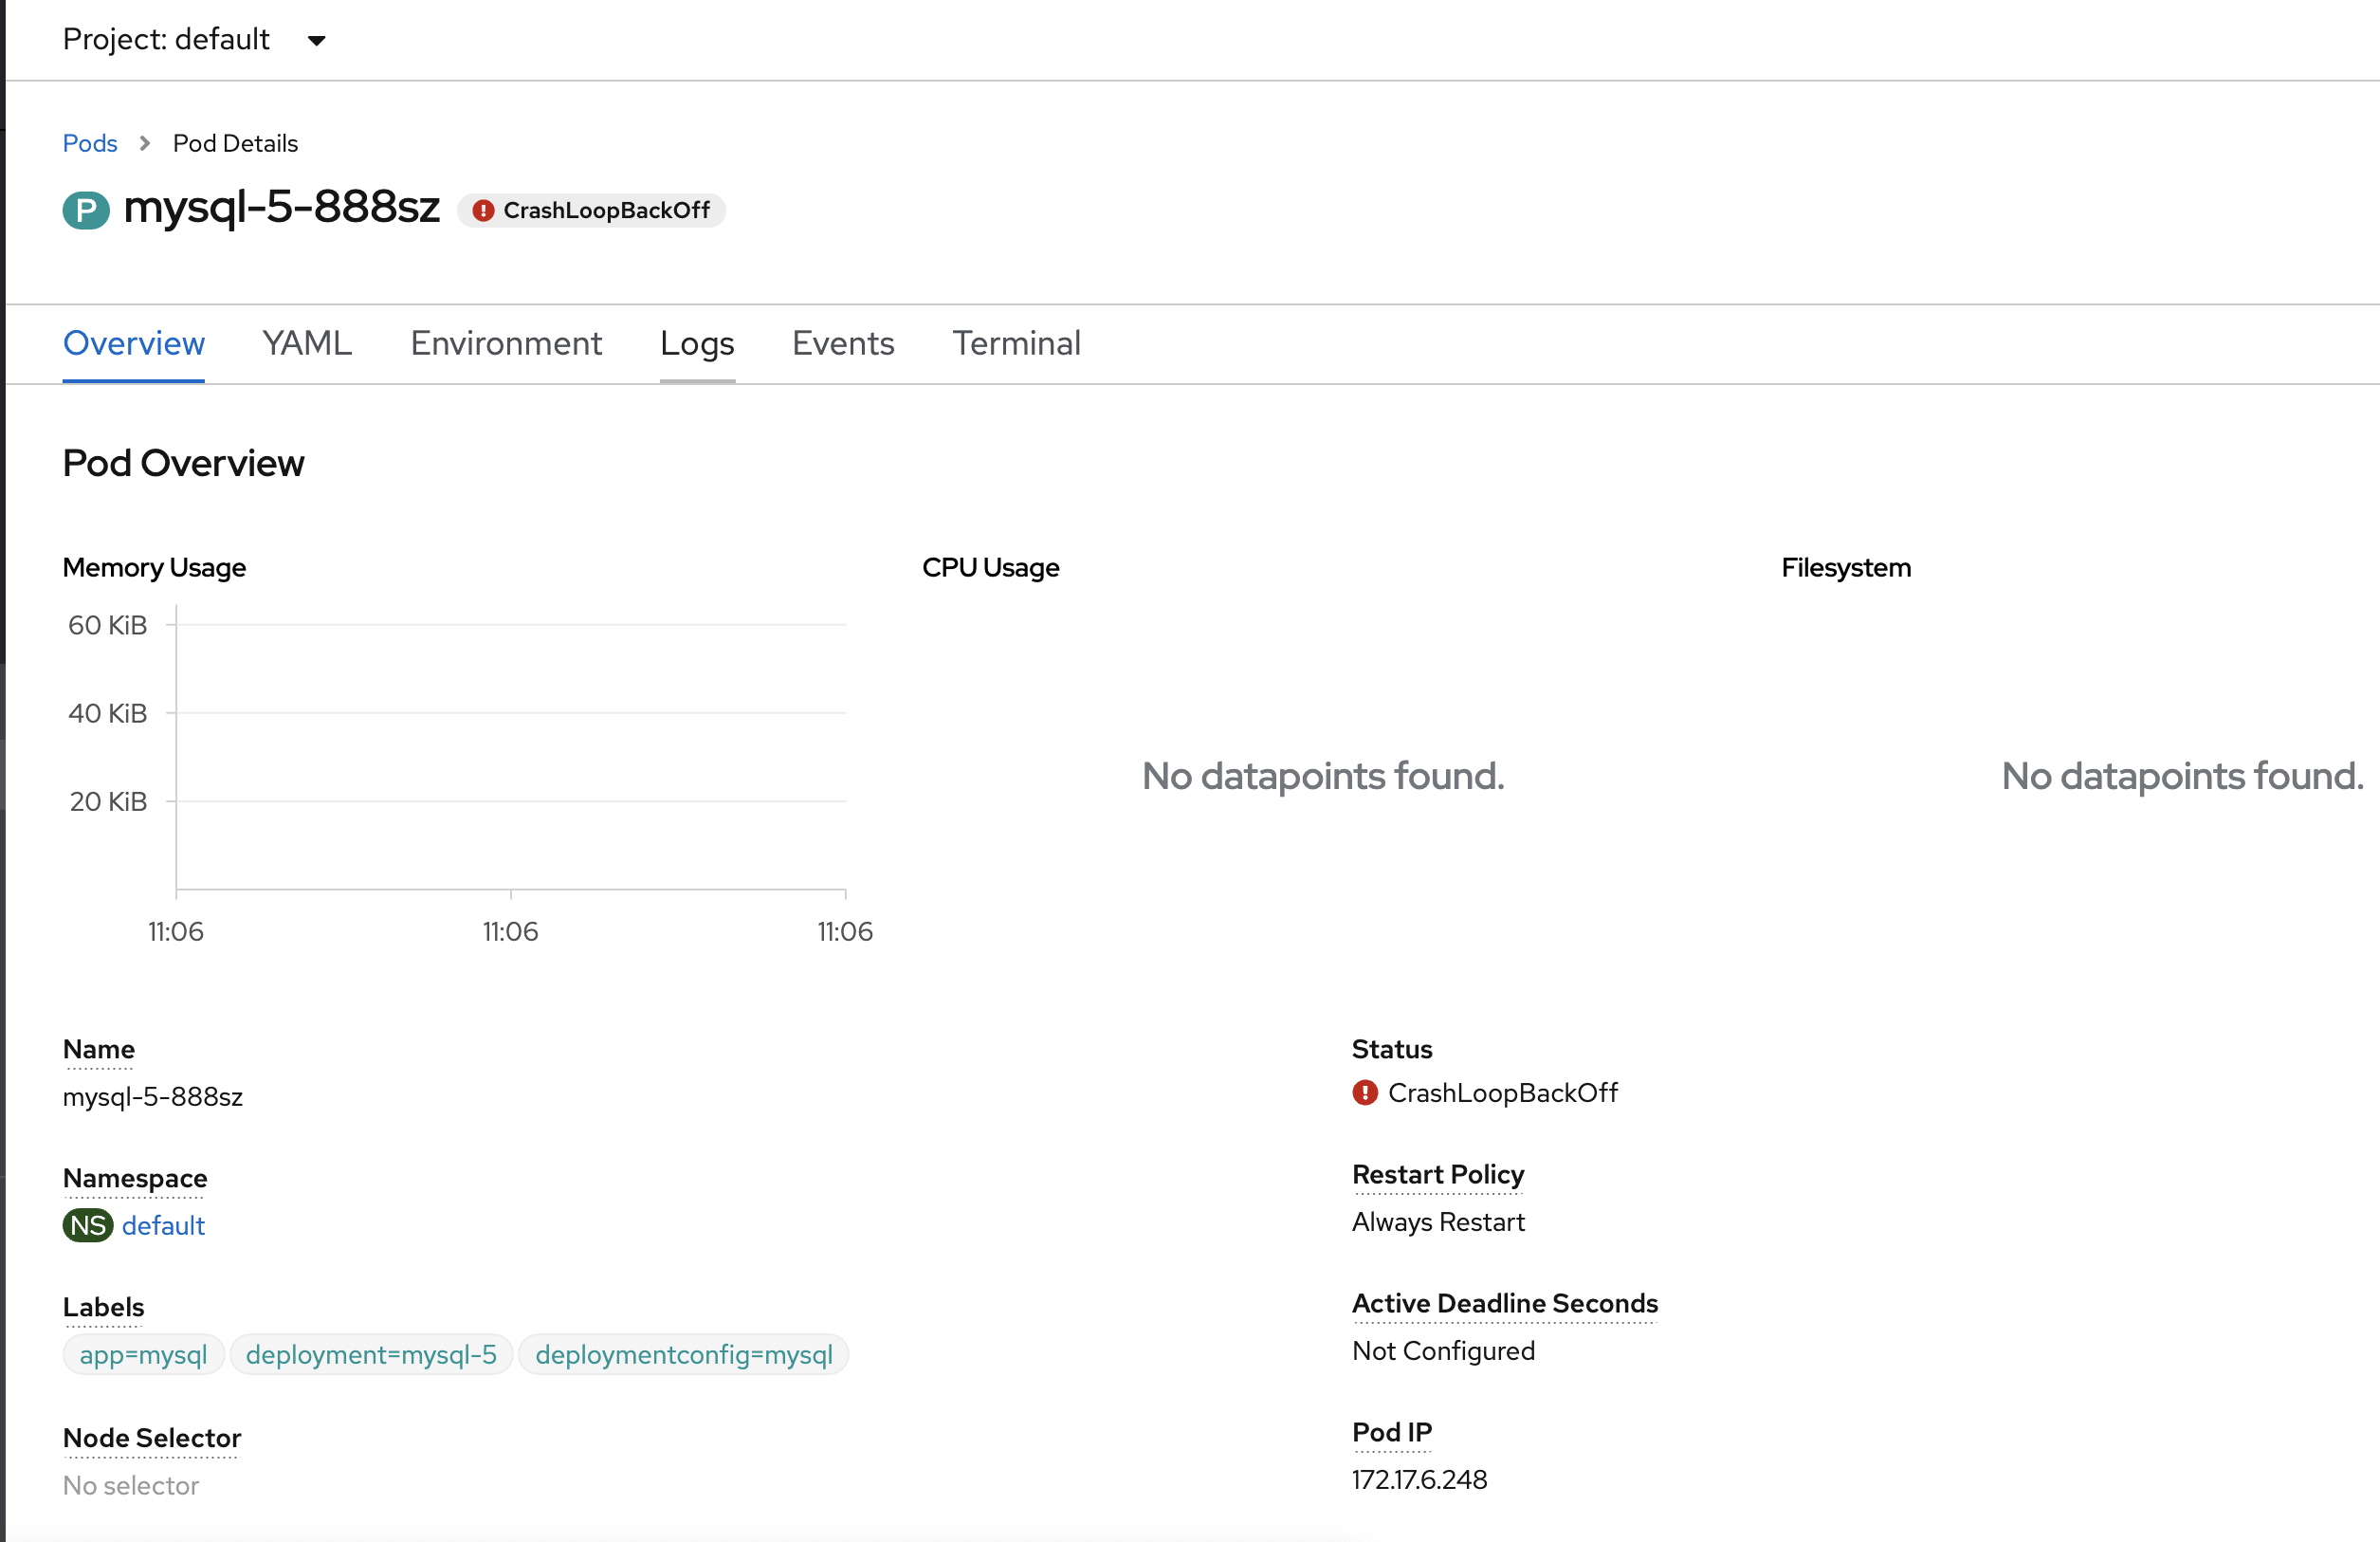 Project: default
Pods > Pod Details
P mysql-5-888sz CrashLoopBackOff
Overview YAML Environment Logs Events Terminal
Pod Overview
Memory Usage
60 KiB
40 KiB
20 KiB
11:06 11:06 11:06
CPU Usage
No datapoints found.
Filesystem
No datapoints found.
Name
mysql-5-888sz
Namespace
NS default
Labels
app=mysql deployment=mysql-5 deploymentconfig=mysql
Node Selector
No selector
Status
CrashLoopBackOff
Restart Policy
Always Restart
Active Deadline Seconds
Not Configured
Pod IP
172.17.6.248